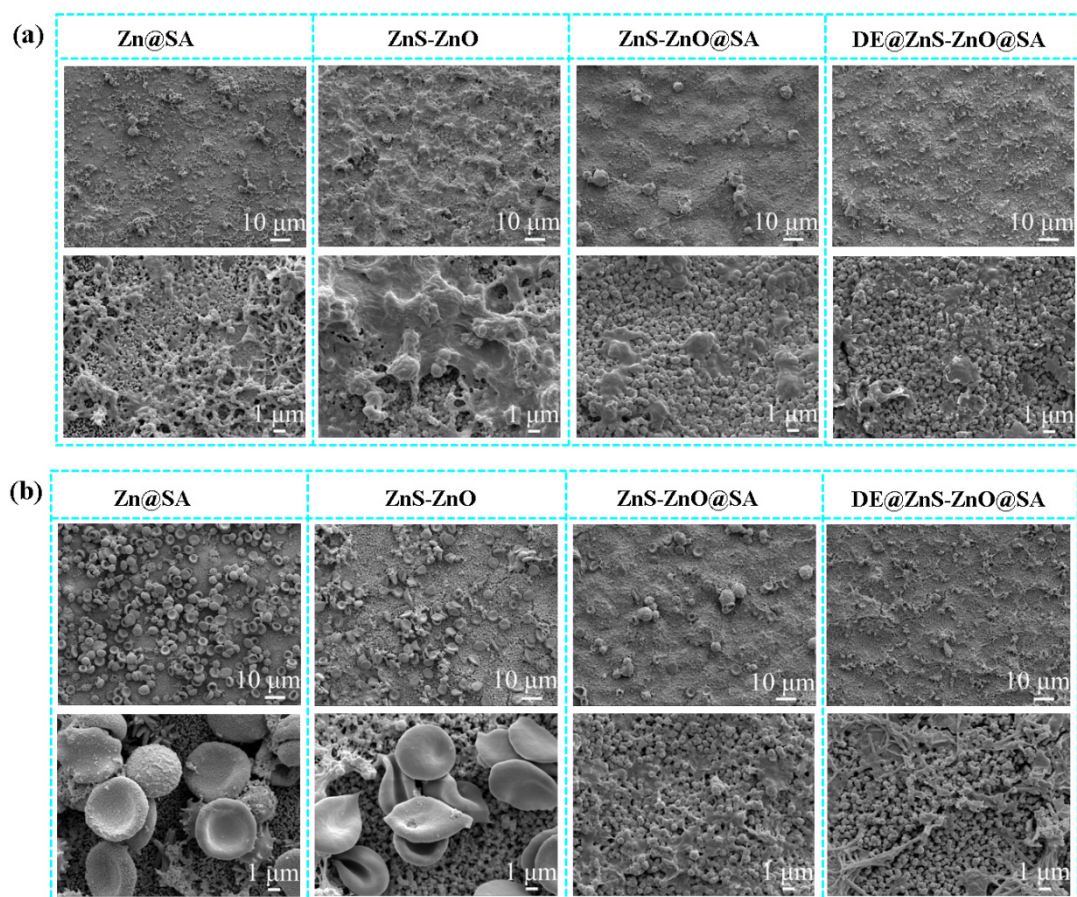 (a)
Zn@SA ZnS-ZnO ZnS-ZnO@SA DE@ZnS-ZnO@SA
10 μm 10 μm 10 μm 10 μm
1 μm 1 μm 1 μm 1 μm
(b)
Zn@SA ZnS-ZnO ZnS-ZnO@SA DE@ZnS-ZnO@SA
10 μm 10 μm 10 μm 10 μm
1 μm 1 μm 1 μm 1 μm